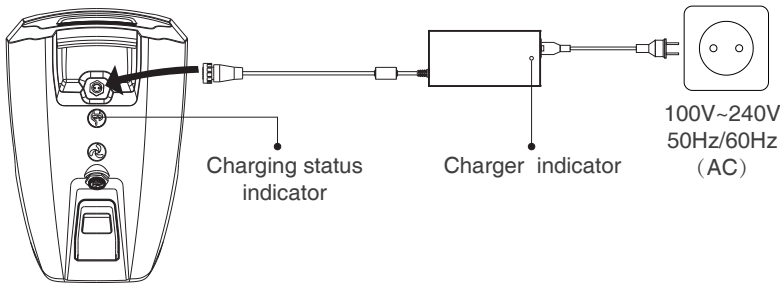 100V~240V
50Hz/60Hz
（AC）
Charging status
indicator
Charger indicator